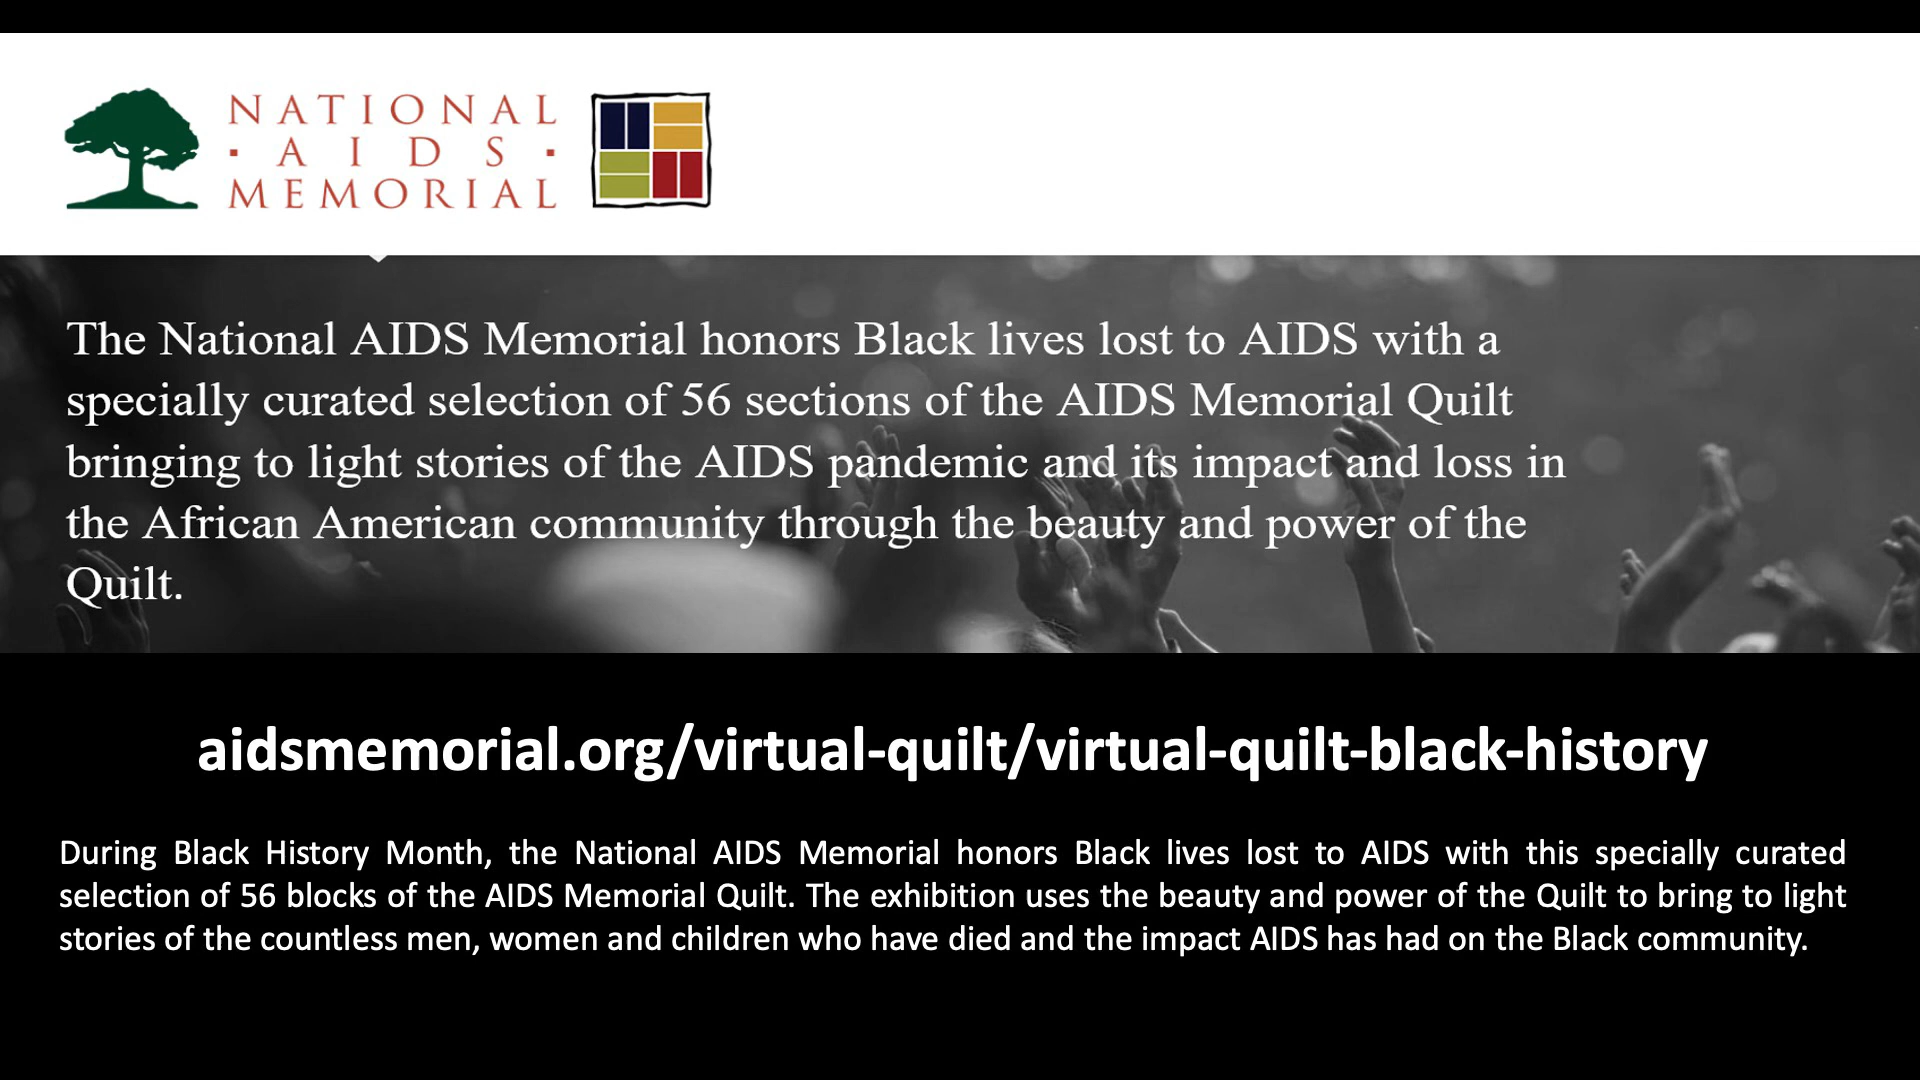 NATIONAL
· AIDS ·
MEMORIAL
The National AIDS Memorial honors Black lives lost to AIDS with a
specially curated selection of 56 sections of the AIDS Memorial Quilt
bringing to light stories of the AIDS pandemic and its impact and loss in
the African American community through the beauty and power of the
Quilt.
aidsmemorial.org/virtual-quilt/virtual-quilt-black-history
During Black History Month, the National AIDS Memorial honors Black lives lost to AIDS with this specially curated
selection of 56 blocks of the AIDS Memorial Quilt. The exhibition uses the beauty and power of the Quilt to bring to light
stories of the countless men, women and children who have died and the impact AIDS has had on the Black community.